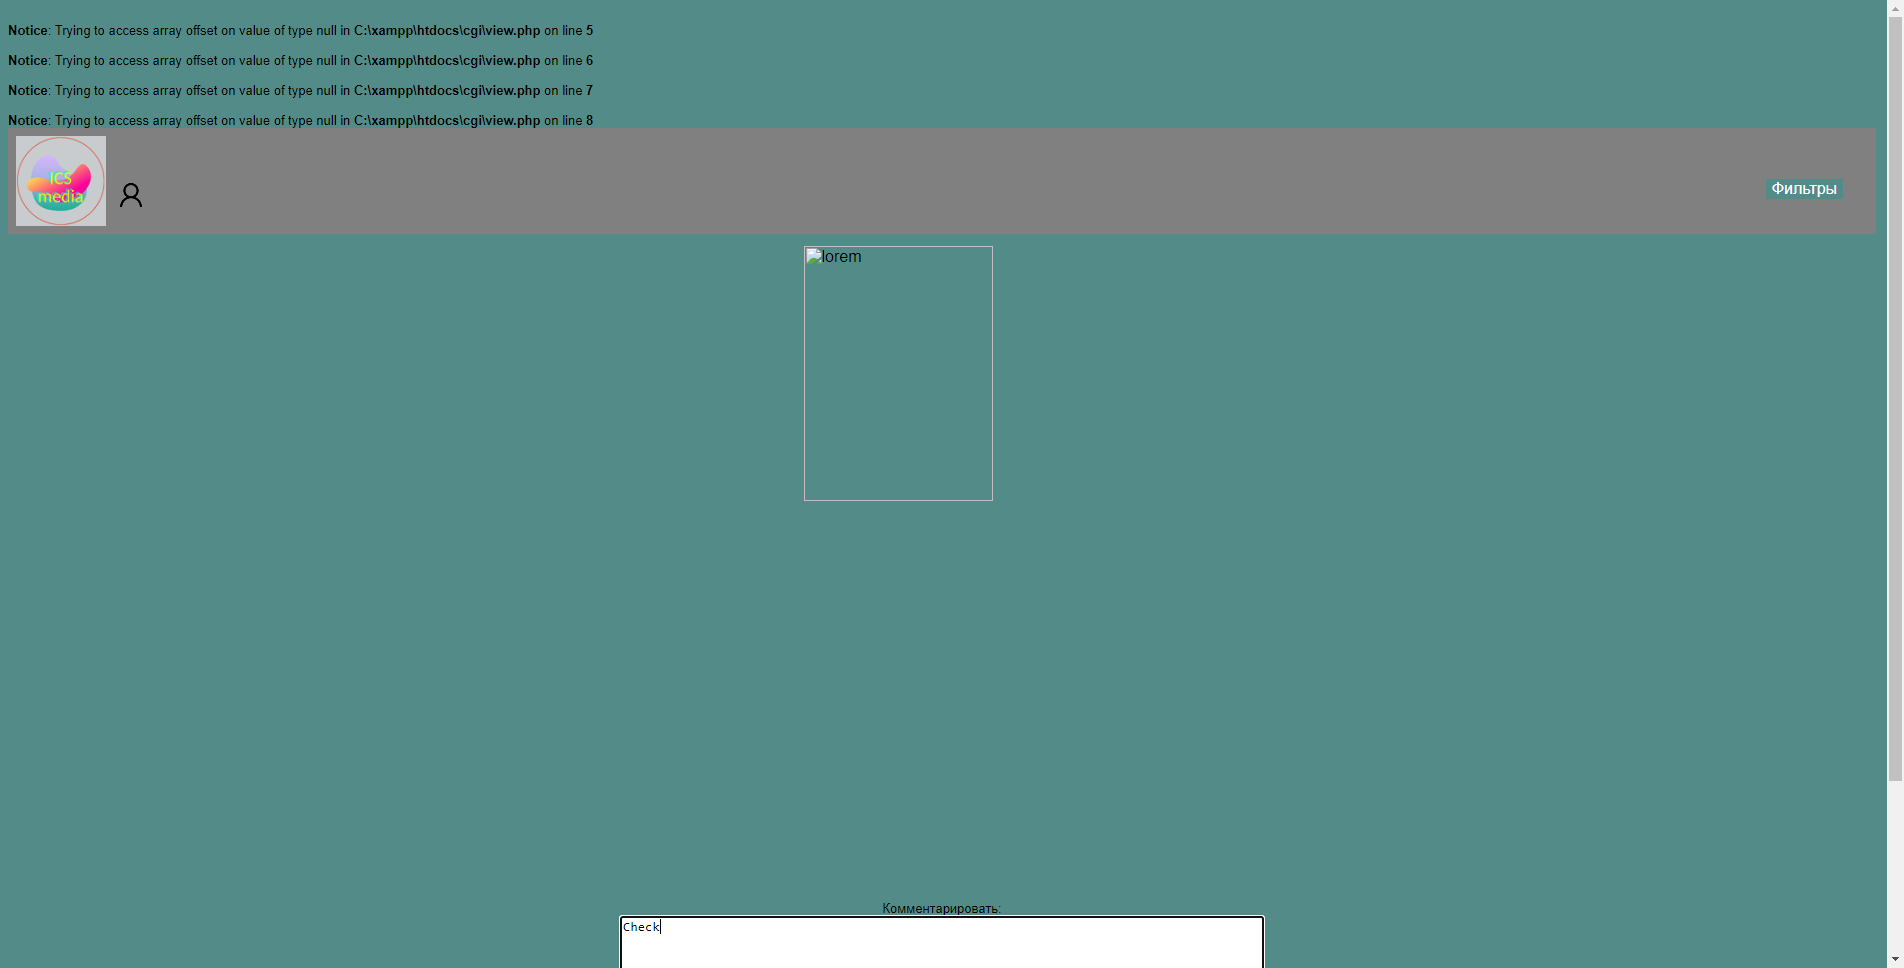 Notice: Trying to access array offset on value of type null in C:\xampp\htdocs\cgi\view.php on line 5
Notice: Trying to access array offset on value of type null in C:\xampp\htdocs\cgi\view.php on line 6
Notice: Trying to access array offset on value of type null in C:\xampp\htdocs\cgi\view.php on line 7
Notice: Trying to access array offset on value of type null in C:\xampp\htdocs\cgi\view.php on line 8
ICS
media
Фильтры
lorem
Комментарировать:
Check